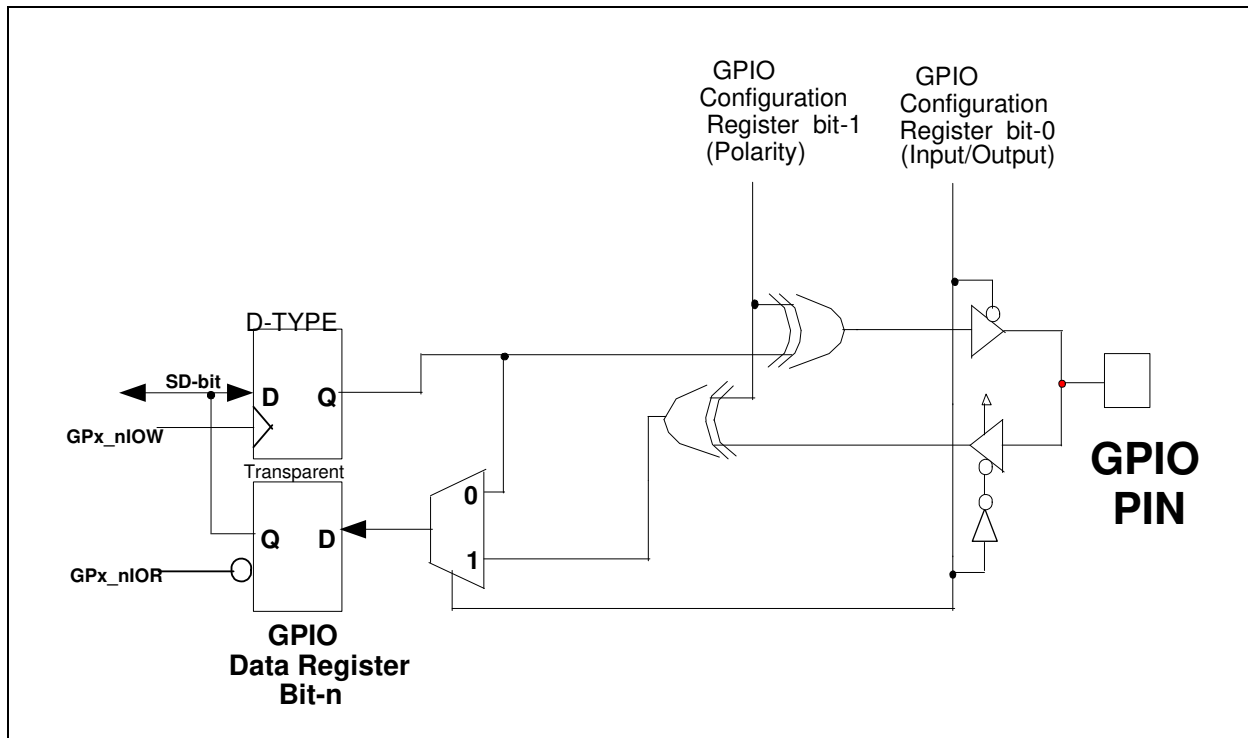 GPIO
Configuration
Register bit-1
(Polarity)
GPIO
Configuration
Register bit-0
(Input/Output)
D-TYPE
SD-bit
D
Q
GPx_nIOW
Transparent
0
1
Q
D
GPx_nIOR
GPIO
PIN
GPIO
Data Register
Bit-n